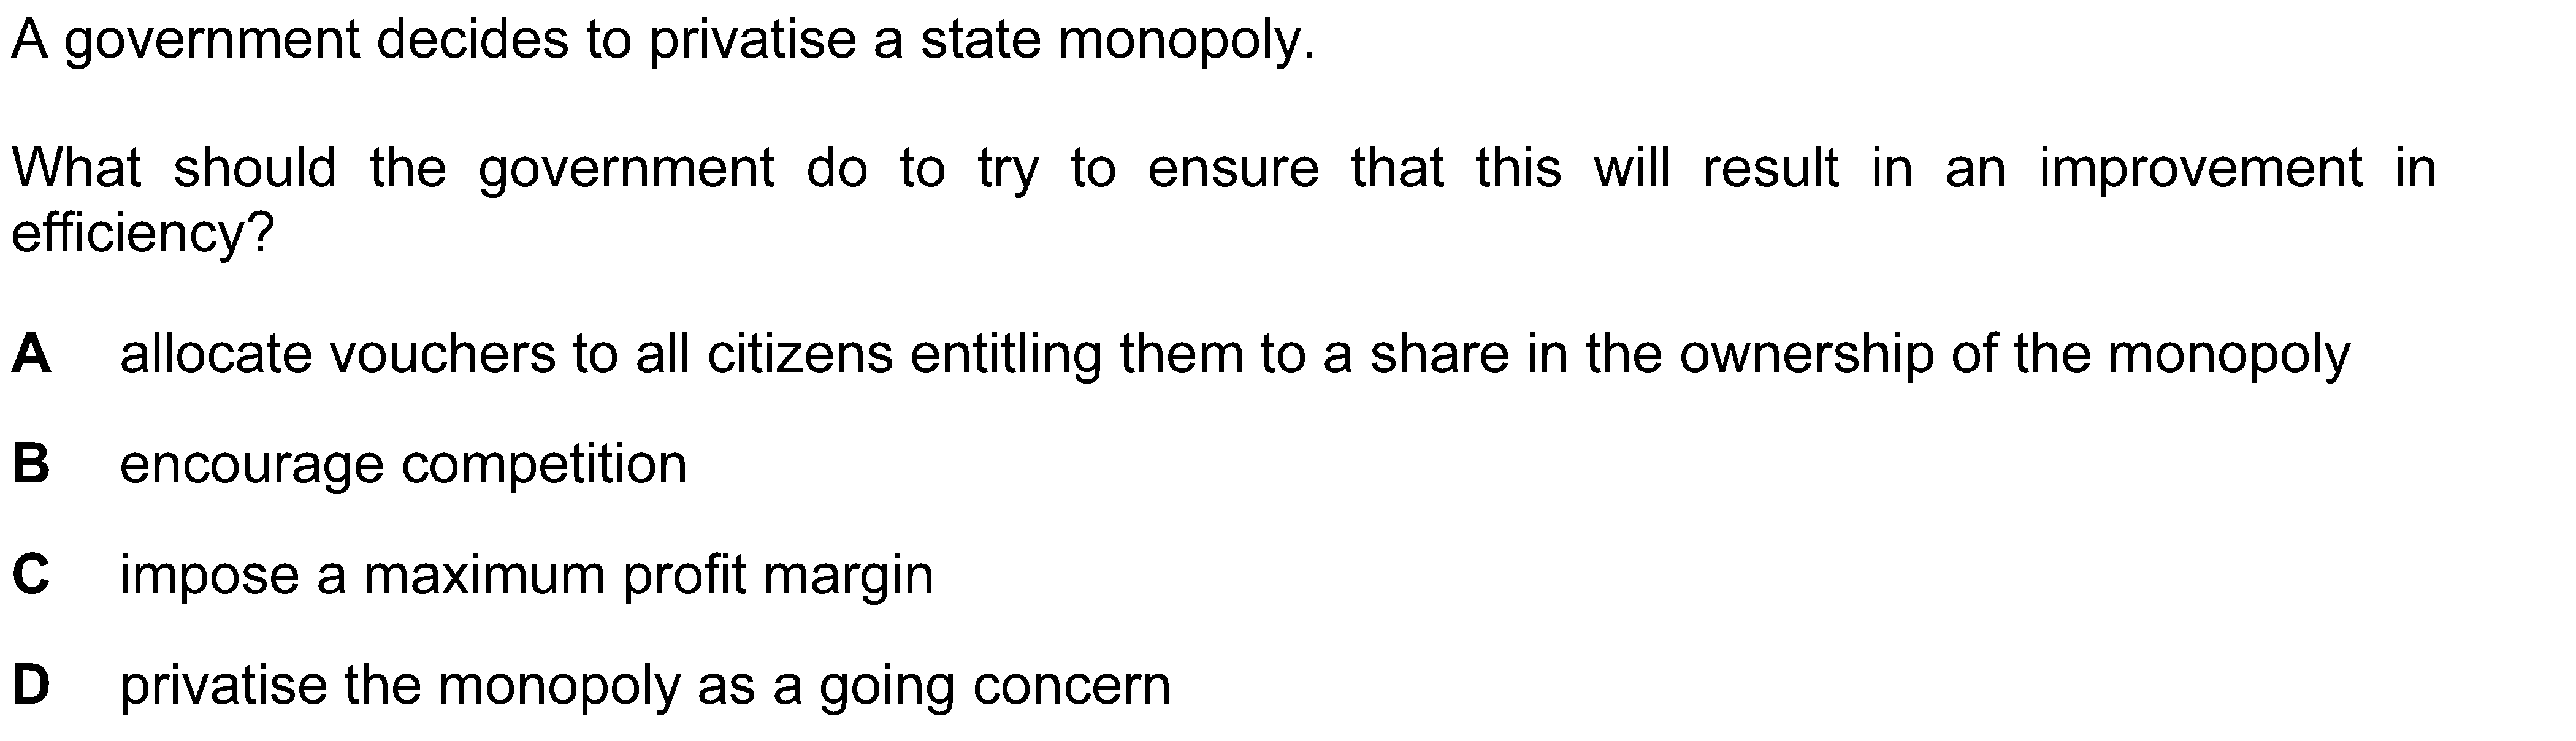 A government decides to privatise a state monopoly.
What should the government do to try to ensure that this will result in an improvement in
efficiency?
A allocate vouchers to all citizens entitling them to a share in the ownership of the monopoly
B encourage competition
C impose a maximum profit margin
D privatise the monopoly as a going concern